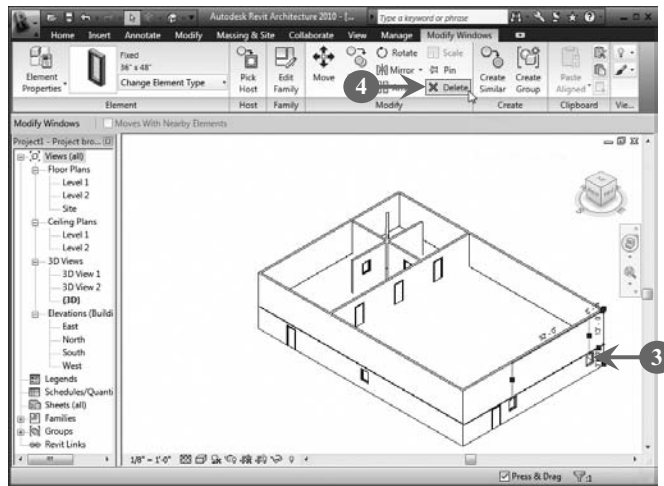 Autodesk Revit Architecture 2010 - [...
Type a keyword or phrase
Home Insert Annotate Modify Massing & Site Collaborate View Manage Modify Windows
Element Properties
Fixed
36" x 48"
Change Element Type
Pick Host
Edit Family
Move
Rotate
Mirror
Scale
Pin
4
Delete
Create Similar
Create Group
Paste Aligned
Element Host Family Modify Create Clipboard Vie...
Modify Windows Moves With Nearby Elements
Project1 - Project bro...
Views (all)
Floor Plans
Level 1
Level 2
Site
Ceiling Plans
Level 1
Level 2
3D Views
3D View 1
3D View 2
(3D)
Elevations (Buildi
East
North
South
West
Legends
Schedules/Quanti
Sheets (all)
Families
Groups
Revit Links
3
1/8" = 1'-0"
Press & Drag :1